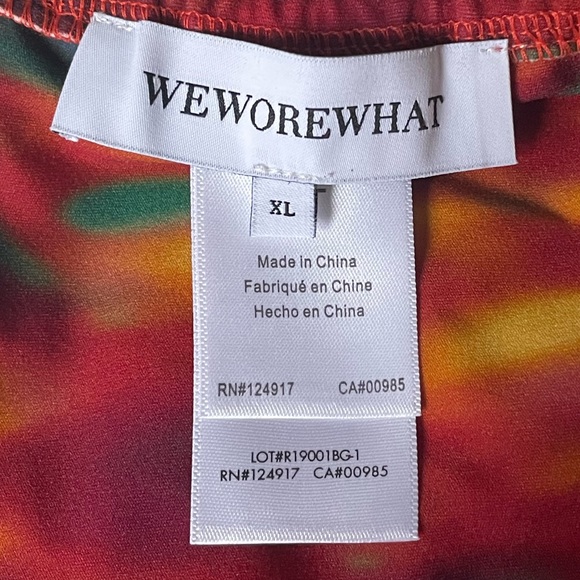 WEWOREWHAT
XL
Made in China
Fabriqué en Chine
Hecho en China
RN#124917 CA#00985
LOT#R19001BG-1
RN#124917 CA#00985